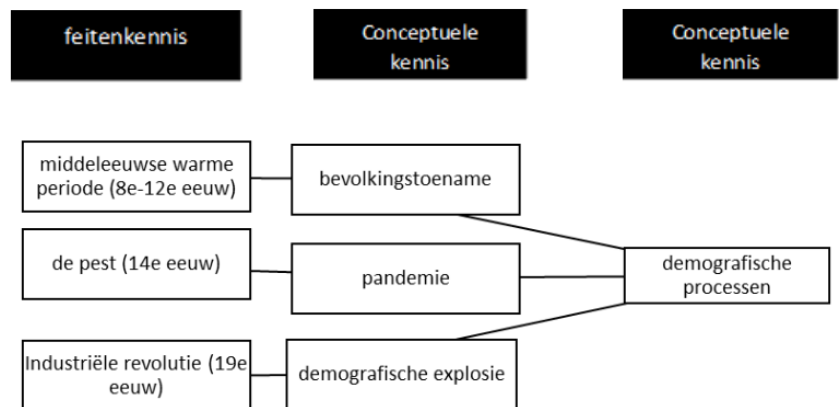 feitenkennis
Conceptuele
kennis
Conceptuele
kennis
middeleeuwse warme
periode (8e-12e eeuw)
bevolkingstoename
de pest (14e eeuw)
pandemie
demografische
processen
Industriële revolutie (19e
eeuw)
demografische explosie